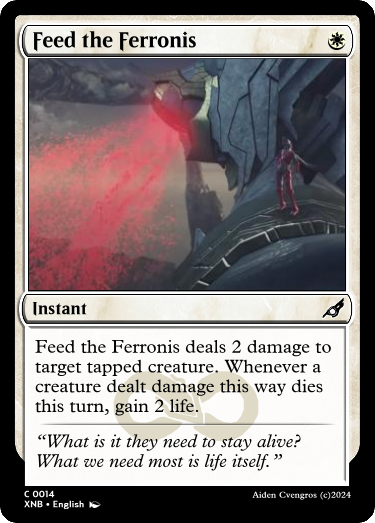 Feed the Ferronis
Instant
Feed the Ferronis deals 2 damage to
target tapped creature. Whenever a
creature dealt damage this way dies
this turn, gain 2 life.
“What is it they need to stay alive?
What we need most is life itself.”
C 0014
XNB • English
Aiden Cvengros (c)2024